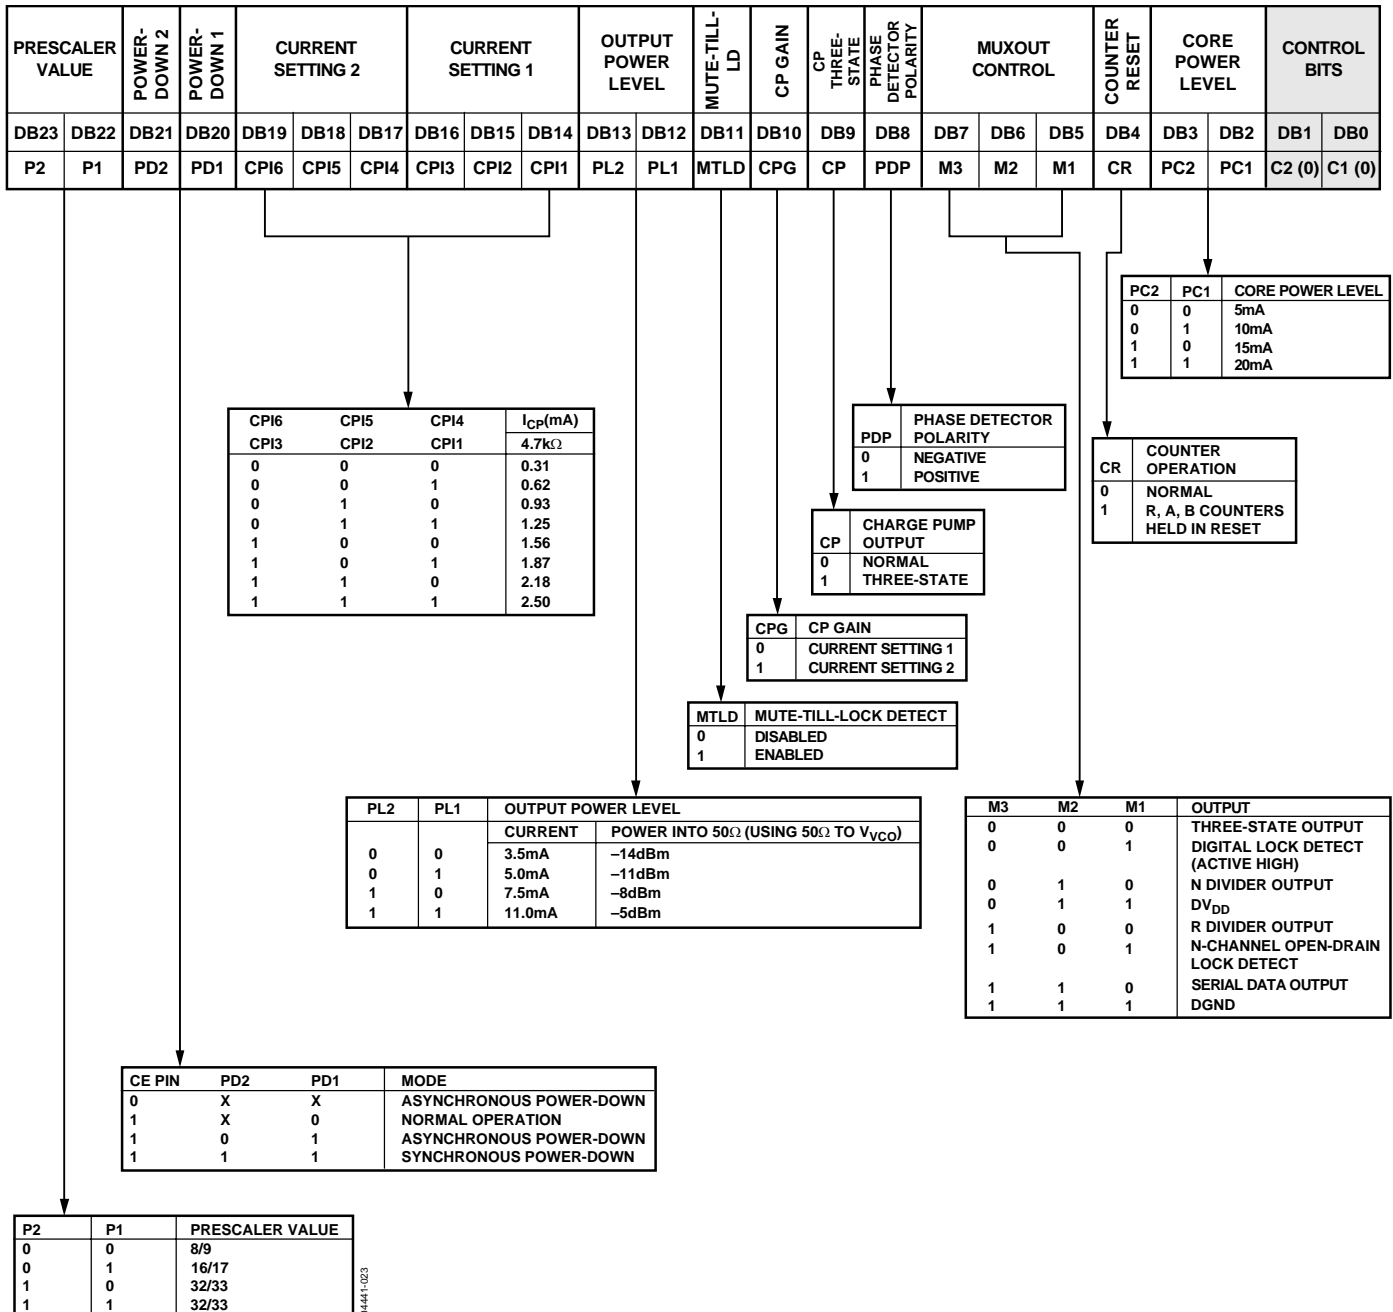 PRESCALER VALUE
POWER-DOWN 2
POWER-DOWN 1
CURRENT SETTING 2
CURRENT SETTING 1
OUTPUT POWER LEVEL
MUTE-TILL-LD
CP GAIN
CP THREE-STATE
PHASE DETECTOR POLARITY
MUXOUT CONTROL
COUNTER RESET
CORE POWER LEVEL
CONTROL BITS
DB23 DB22 DB21 DB20 DB19 DB18 DB17 DB16 DB15 DB14 DB13 DB12 DB11 DB10 DB9 DB8 DB7 DB6 DB5 DB4 DB3 DB2 DB1 DB0
P2 P1 PD2 PD1 CPI6 CPI5 CPI4 CPI3 CPI2 CPI1 PL2 PL1 MTLD CPG CP PDP M3 M2 M1 CR PC2 PC1 C2 (0) C1 (0)
PC2 PC1 CORE POWER LEVEL
0 0 5mA
0 1 10mA
1 0 15mA
1 1 20mA
CPI6 CPI5 CPI4 ICP(mA)
CPI3 CPI2 CPI1 4.7kΩ
0 0 0 0.31
0 0 1 0.62
0 1 0 0.93
0 1 1 1.25
1 0 0 1.56
1 0 1 1.87
1 1 0 2.18
1 1 1 2.50
PHASE DETECTOR
PDP POLARITY
0 NEGATIVE
1 POSITIVE
COUNTER
CR OPERATION
0 NORMAL
1 R, A, B COUNTERS
HELD IN RESET
CHARGE PUMP
CP OUTPUT
0 NORMAL
1 THREE-STATE
CPG CP GAIN
0 CURRENT SETTING 1
1 CURRENT SETTING 2
MTLD MUTE-TILL-LOCK DETECT
0 DISABLED
1 ENABLED
PL2 PL1 OUTPUT POWER LEVEL
CURRENT POWER INTO 50Ω (USING 50Ω TO VVCO)
0 0 3.5mA –14dBm
0 1 5.0mA –11dBm
1 0 7.5mA –8dBm
1 1 11.0mA –5dBm
M3 M2 M1 OUTPUT
0 0 0 THREE-STATE OUTPUT
0 0 1 DIGITAL LOCK DETECT
(ACTIVE HIGH)
0 1 0 N DIVIDER OUTPUT
0 1 1 DVDD
1 0 0 R DIVIDER OUTPUT
1 0 1 N-CHANNEL OPEN-DRAIN
LOCK DETECT
1 1 0 SERIAL DATA OUTPUT
1 1 1 DGND
CE PIN PD2 PD1 MODE
0 X X ASYNCHRONOUS POWER-DOWN
1 X 0 NORMAL OPERATION
1 0 1 ASYNCHRONOUS POWER-DOWN
1 1 1 SYNCHRONOUS POWER-DOWN
P2 P1 PRESCALER VALUE
0 0 8/9
0 1 16/17
1 0 32/33
1 1 32/33